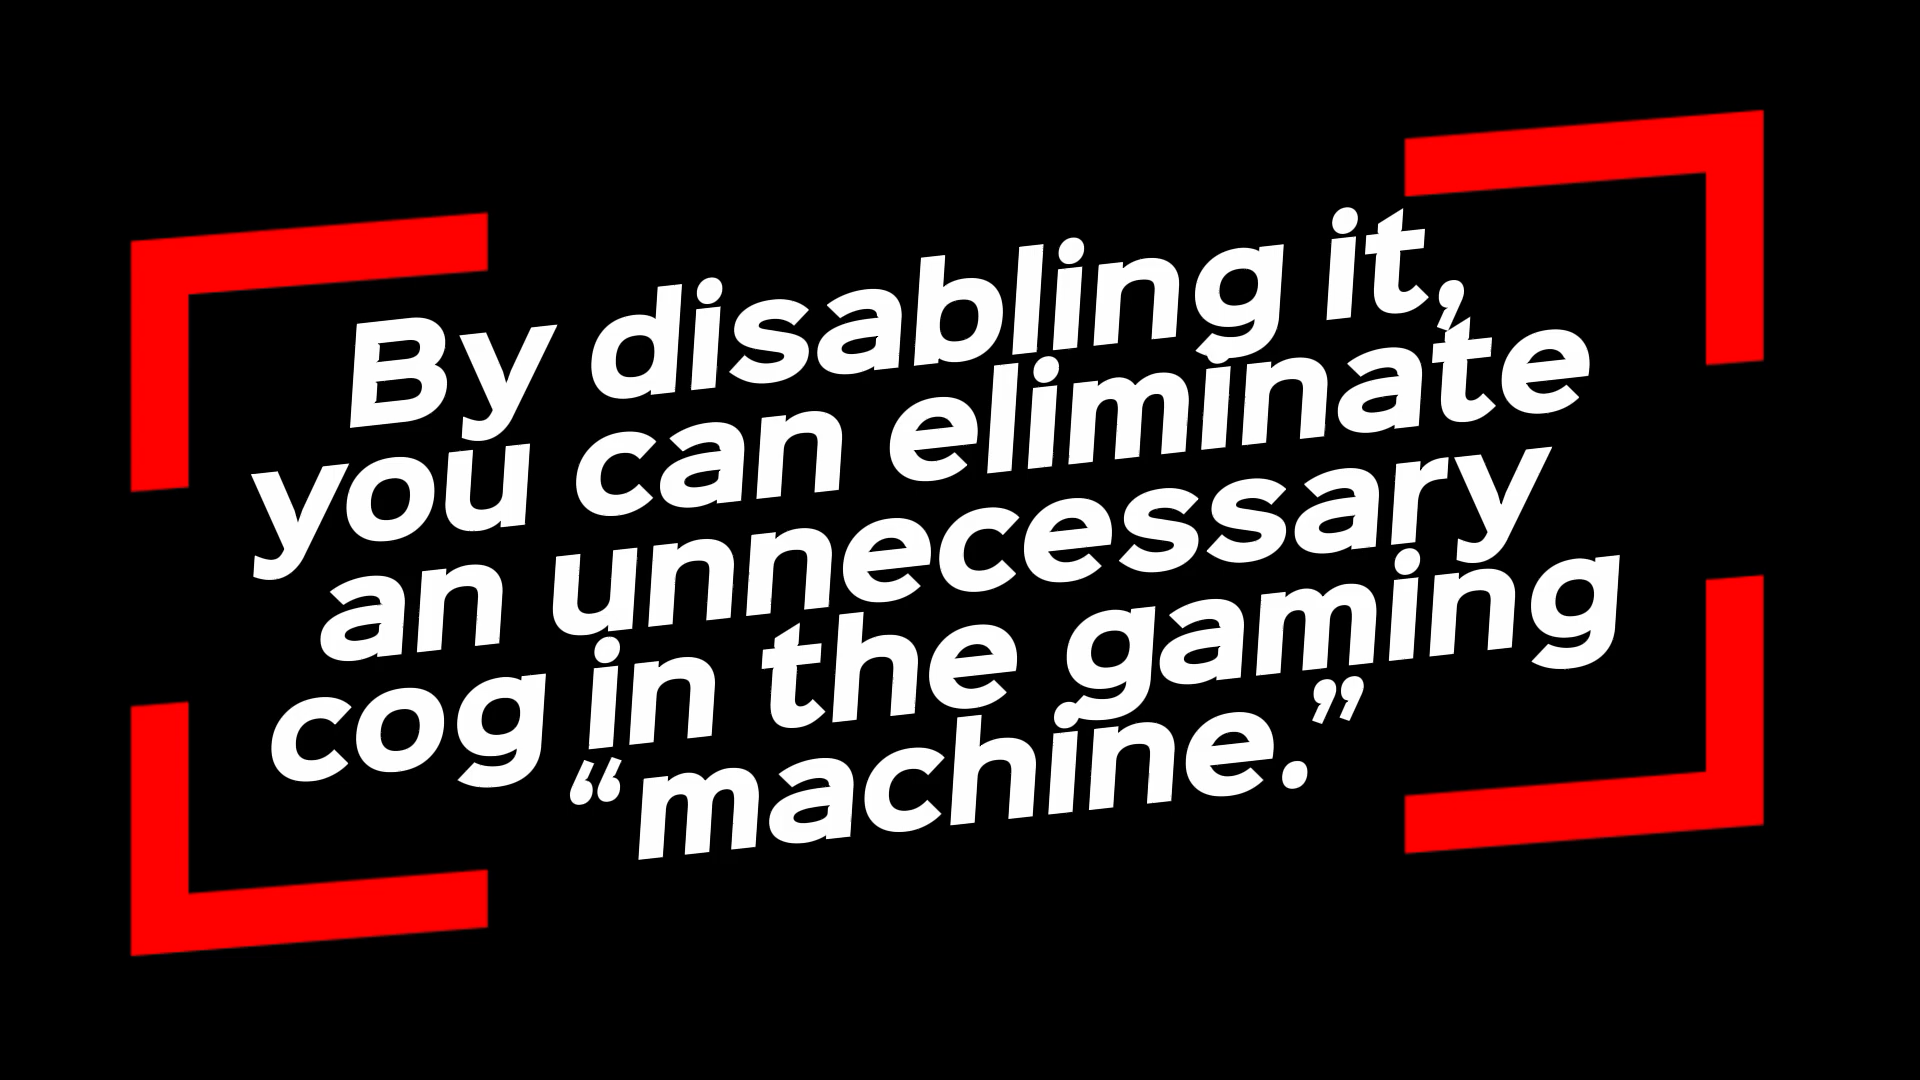 By disabling it,
you can eliminate
an unnecessary
cog in the gaming
“machine.”